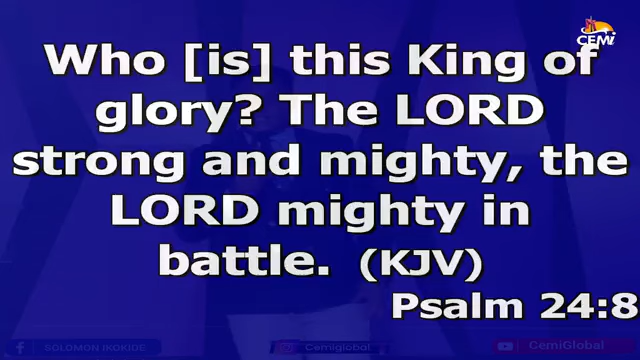 CEMi
Who [is] this King of
glory? The LORD
strong and mighty, the
LORD mighty in
battle. (KJV)
Psalm 24:8
SOLOMON IKOKIDE
CemiGlobal
CemiGlobal